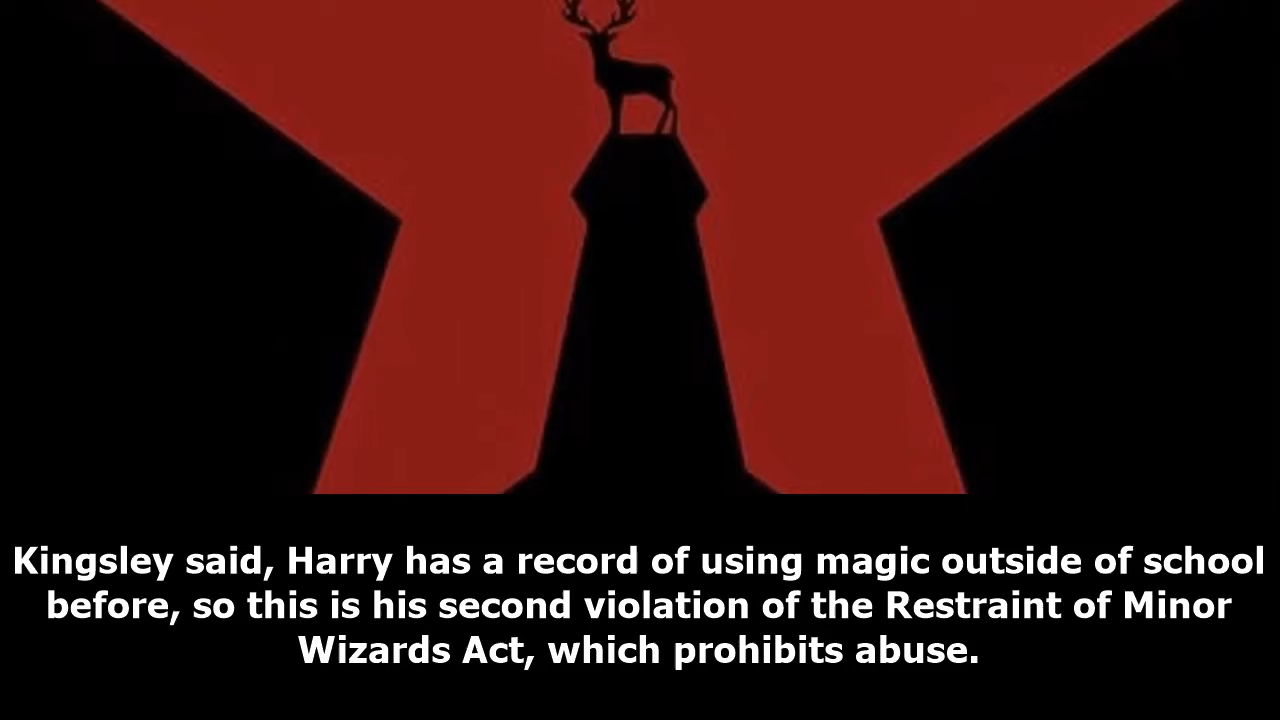 Kingsley said, Harry has a record of using magic outside of school
before, so this is his second violation of the Restraint of Minor
Wizards Act, which prohibits abuse.